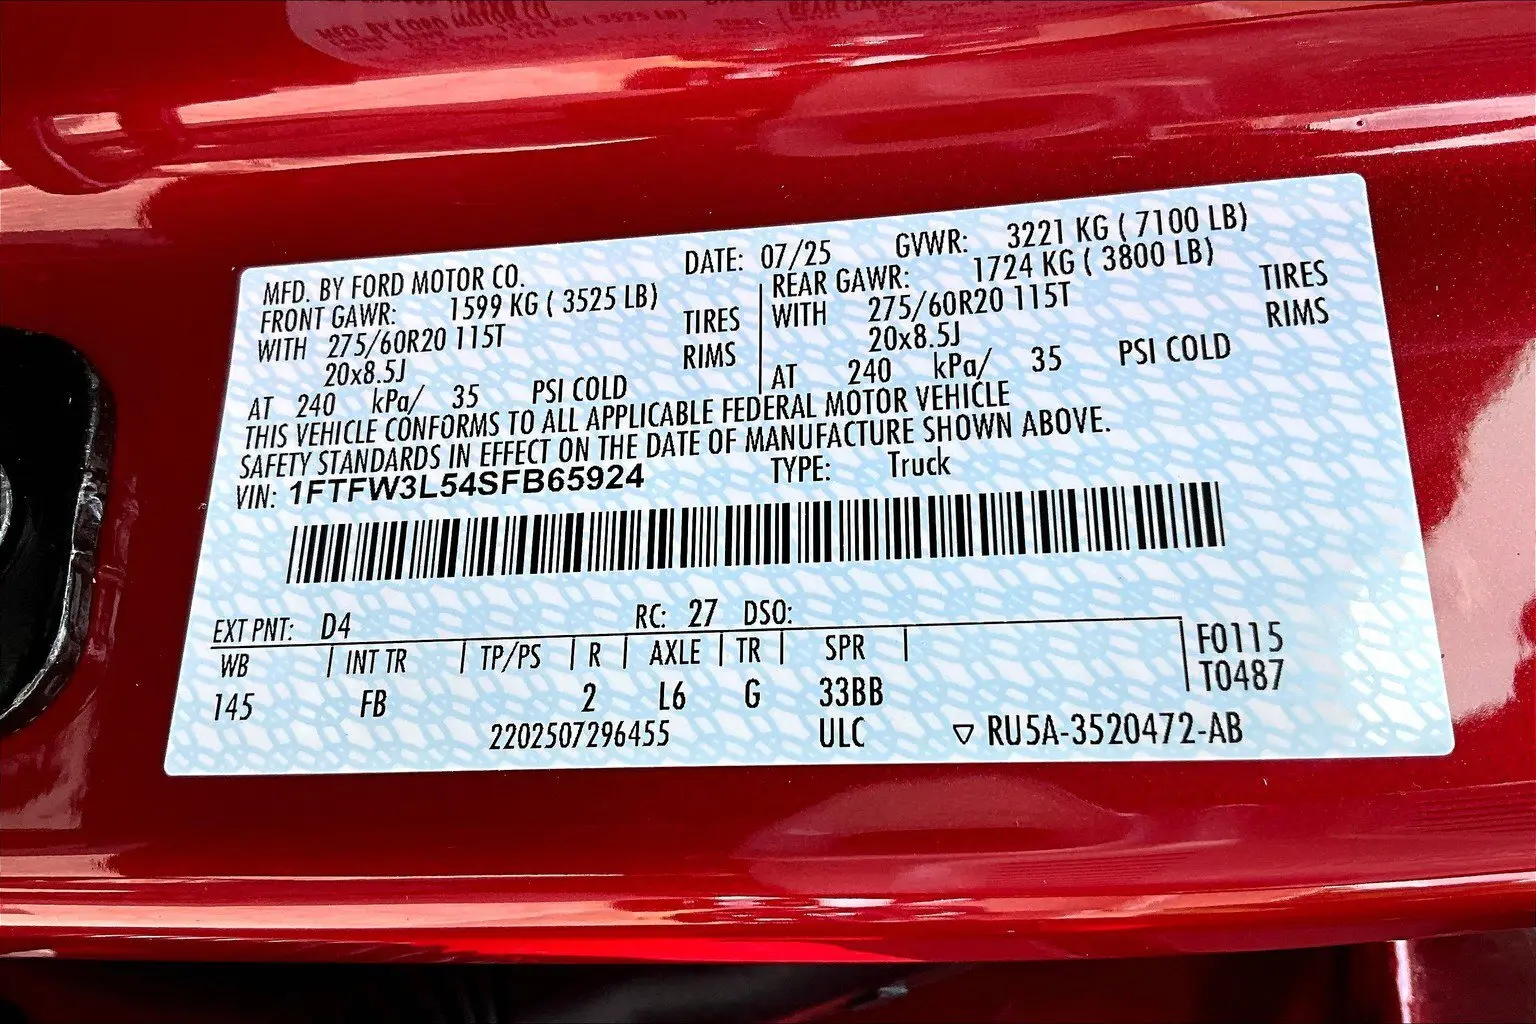 MFD. BY FORD MOTOR CO. DATE: 07/25 GVWR: 3221 KG ( 7100 LB)
FRONT GAWR: 1599 KG ( 3525 LB) REAR GAWR: 1724 KG ( 3800 LB)
WITH 275/60R20 115T TIRES WITH 275/60R20 115T TIRES
20x8.5J RIMS 20x8.5J RIMS
AT 240 kPa/ 35 PSI COLD AT 240 kPa/ 35 PSI COLD
THIS VEHICLE CONFORMS TO ALL APPLICABLE FEDERAL MOTOR VEHICLE
SAFETY STANDARDS IN EFFECT ON THE DATE OF MANUFACTURE SHOWN ABOVE.
VIN: 1FTFW3L54SFB65924 TYPE: Truck
EXT PNT: D4 RC: 27 DSO:
WB INT TR TP/PS R AXLE TR SPR F0115
145 FB 2 L6 G 33BB T0487
2202507296455 ULC ▽ RU5A-3520472-AB